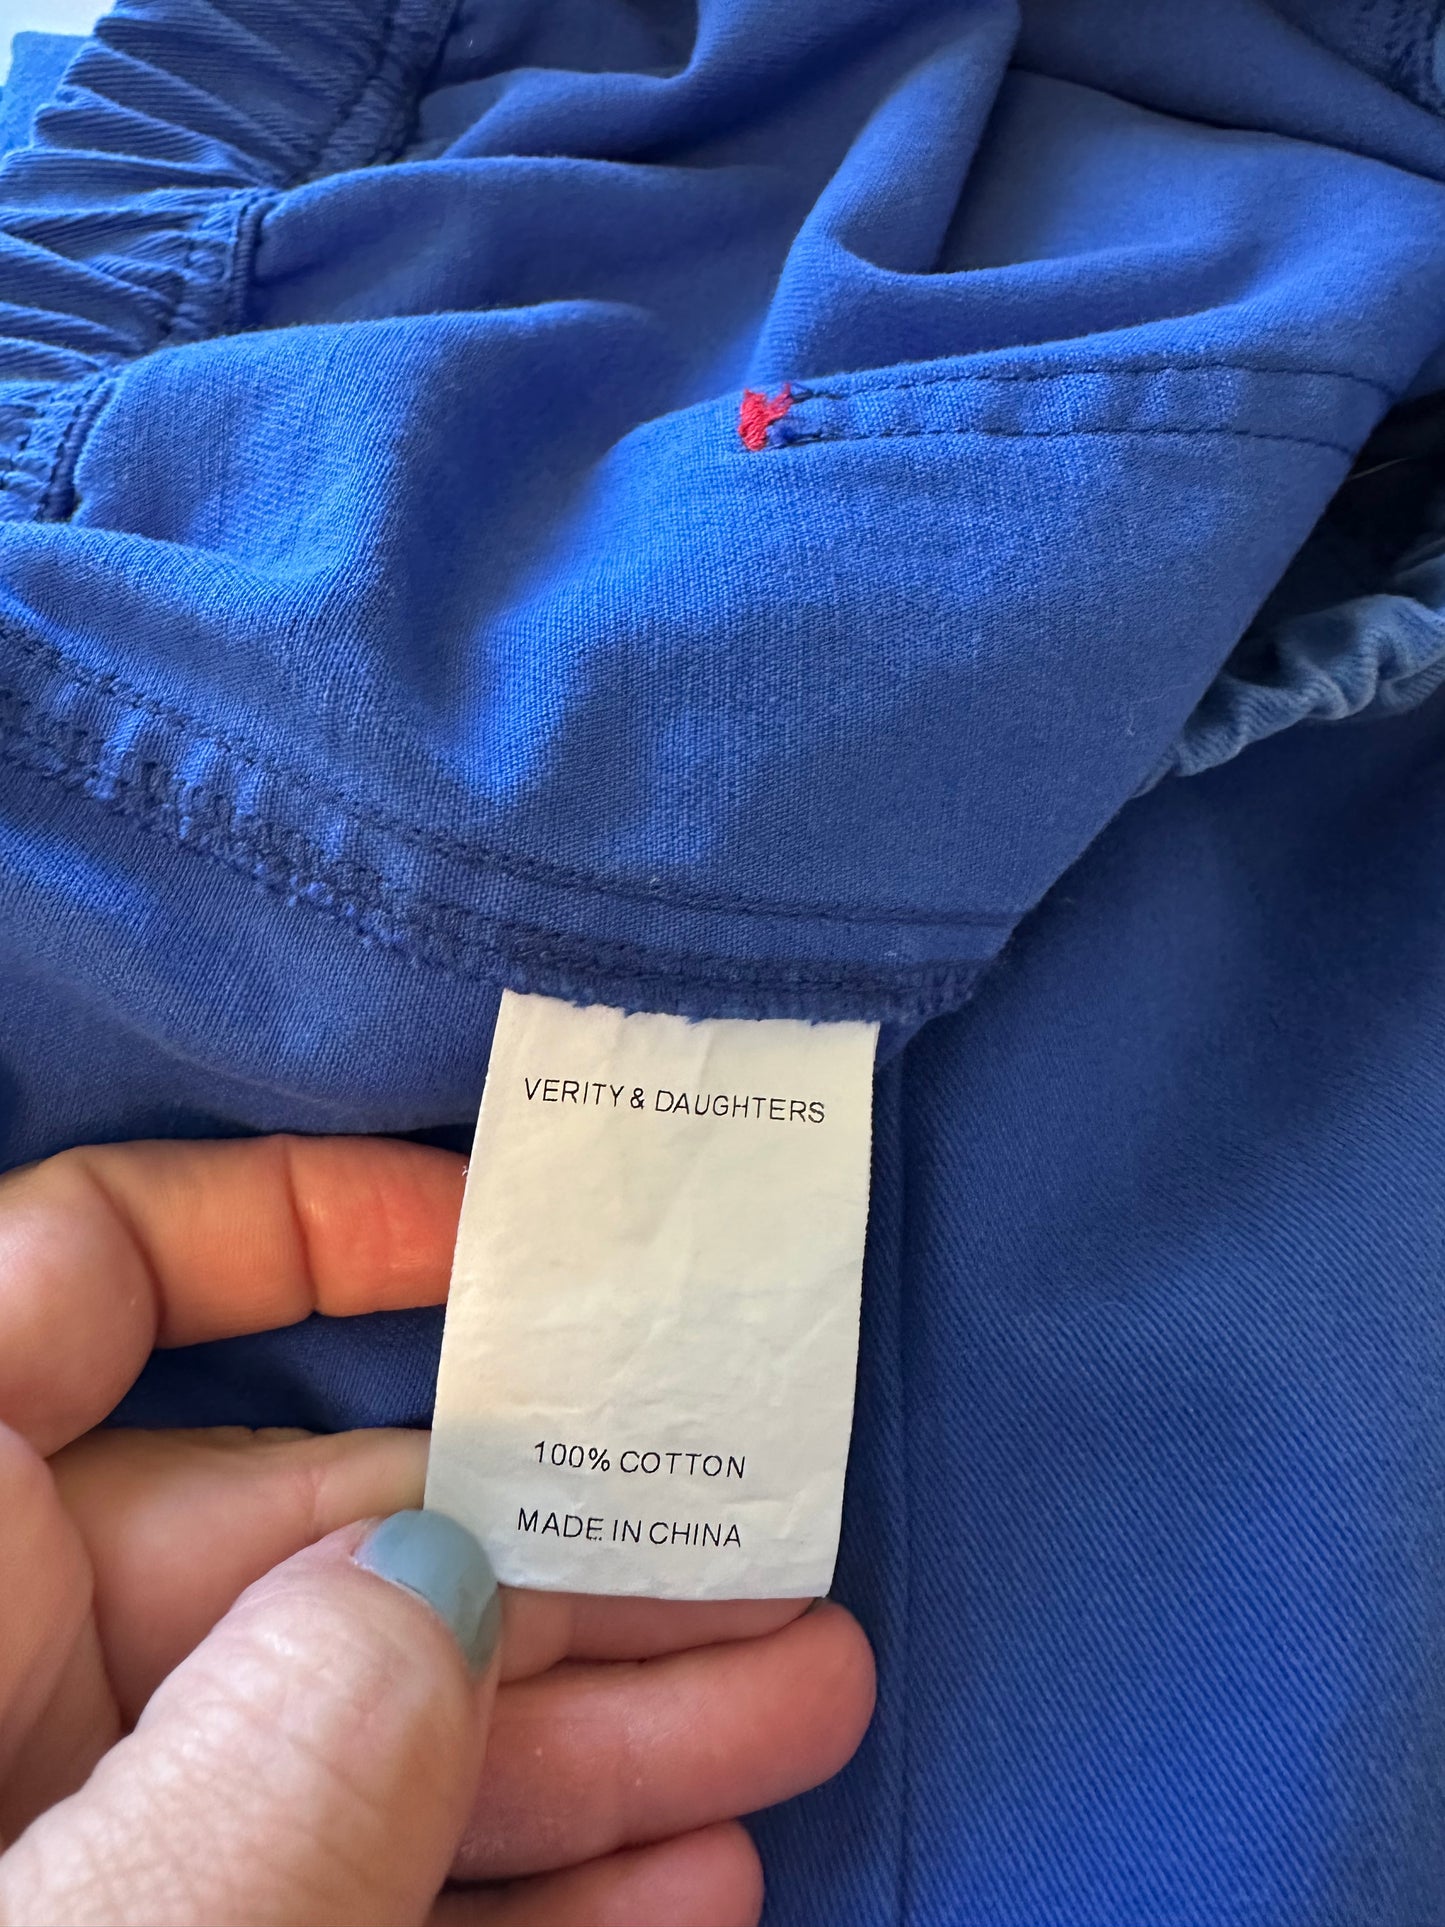 VERITY & DAUGHTERS
100% COTTON
MADE IN CHINA